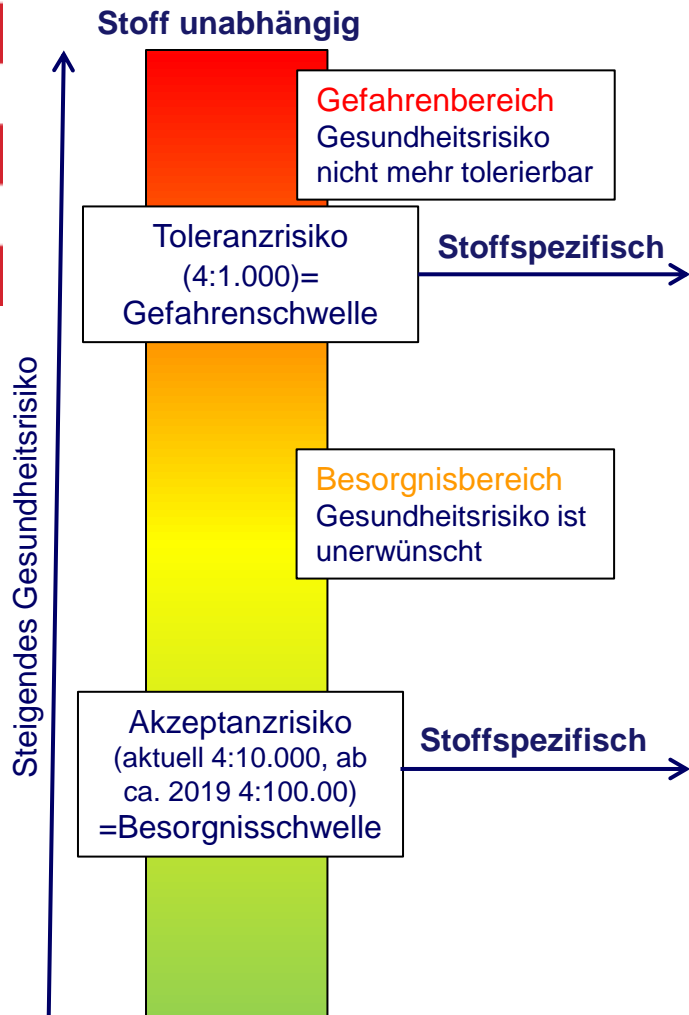 Stoff unabhängig
Gefahrenbereich
Gesundheitsrisiko
nicht mehr tolerierbar
Toleranzrisiko
(4:1.000)=
Gefahrenschwelle
Stoffspezifisch
Steigendes Gesundheitsrisiko
Besorgnisbereich
Gesundheitsrisiko ist
unerwünscht
Akzeptanzrisiko
(aktuell 4:10.000, ab
ca. 2019 4:100.00)
=Besorgnisschwelle
Stoffspezifisch